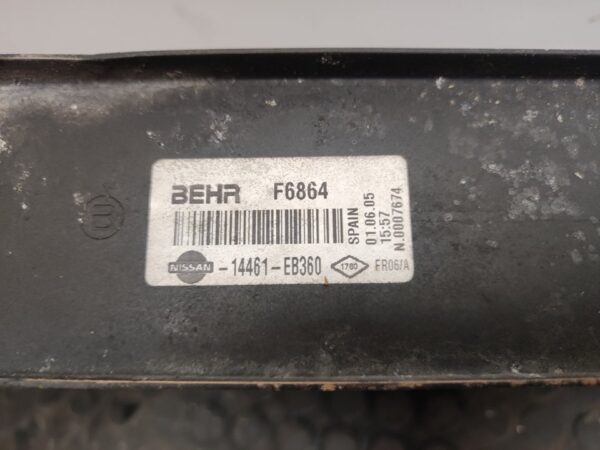 BEHR F6864
SPAIN
01.06.05
15:57
N.0007674
NISSAN -14461-EB360 1780 FR06/A